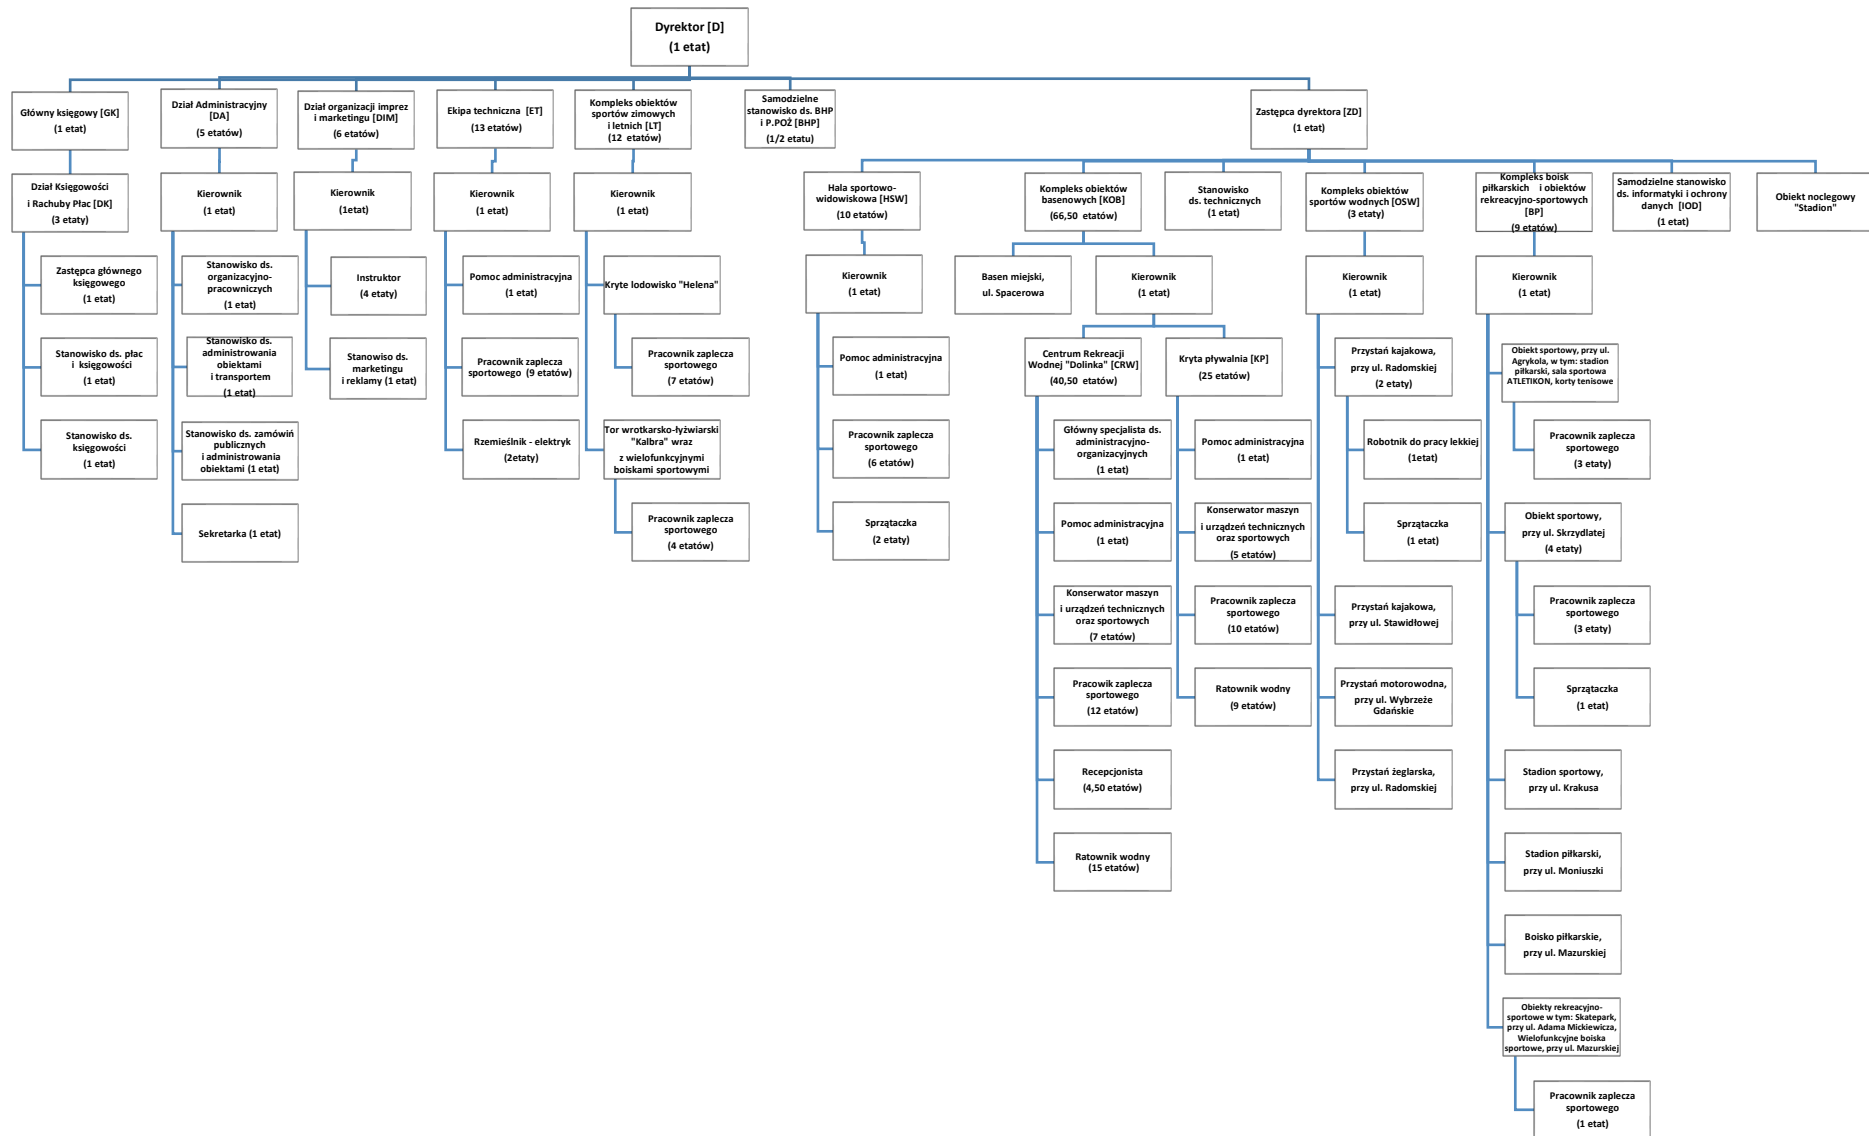 Dyrektor [D]
(1 etat)
Główny księgowy [GK]
(1 etat)
Dział Administracyjny
[DA]
(5 etatów)
Dział organizacji imprez
i marketingu [DIM]
(6 etatów)
Ekipa techniczna [ET]
(13 etatów)
Kompleks obiektów
sportów zimowych
i letnich [LT]
(12 etatów)
Samodzielne
stanowisko ds. BHP
i P.POŻ [BHP]
(1/2 etatu)
Zastępca dyrektora [ZD]
(1 etat)
Dział Księgowości
i Rachuby Płac [DK]
(3 etaty)
Zastępca głównego
księgowego
(1 etat)
Stanowisko ds. płac
i księgowości
(1 etat)
Stanowisko ds.
księgowości
(1 etat)
Kierownik
(1 etat)
Stanowisko ds.
organizacyjno-
pracowniczych
(1 etat)
Stanowisko ds.
administrowania
obiektami
i transportem
(1 etat)
Stanowisko ds. zamówiń
publicznych
i administrowania
obiektami (1 etat)
Sekretarka (1 etat)
Kierownik
(1etat)
Instruktor
(4 etaty)
Stanowiso ds.
marketingu
i reklamy (1 etat)
Kierownik
(1 etat)
Pomoc administracyjna
(1 etat)
Pracownik zaplecza
sportowego (9 etatów)
Rzemieślnik - elektryk
(2etaty)
Kierownik
(1 etat)
Kryte lodowisko "Helena"
Pracownik zaplecza
sportowego
(7 etatów)
Tor wrotkarsko-łyżwiarski
"Kalbra" wraz
z wielofunkcyjnymi
boiskami sportowymi
Pracownik zaplecza
sportowego
(4 etatów)
Hala sportowo-
widowiskowa [HSW]
(10 etatów)
Kierownik
(1 etat)
Pomoc administracyjna
(1 etat)
Pracownik zaplecza
sportowego
(6 etatów)
Sprzątaczka
(2 etaty)
Kompleks obiektów
basenowych [KOB]
(66,50 etatów)
Basen miejski,
ul. Spacerowa
Kierownik
(1 etat)
Centrum Rekreacji
Wodnej "Dolinka" [CRW]
(40,50 etatów)
Główny specjalista ds.
administracyjno-
organizacyjnych
(1 etat)
Pomoc administracyjna
(1 etat)
Konserwator maszyn
i urządzeń technicznych
oraz sportowych
(7 etatów)
Pracowik zaplecza
sportowego
(12 etatów)
Recepcjonista
(4,50 etatów)
Ratownik wodny
(15 etatów)
Kryta pływalnia [KP]
(25 etatów)
Pomoc administracyjna
(1 etat)
Konserwator maszyn
i urządzeń technicznych
oraz sportowych
(5 etatów)
Pracownik zaplecza
sportowego
(10 etatów)
Ratownik wodny
(9 etatów)
Stanowisko
ds. technicznych
(1 etat)
Kompleks obiektów
sportów wodnych [OSW]
(3 etaty)
Kierownik
(1 etat)
Przystań kajakowa,
przy ul. Radomskiej
(2 etaty)
Robotnik do pracy lekkiej
(1etat)
Sprzątaczka
(1 etat)
Przystań kajakowa,
przy ul. Stawidłowej
Przystań motorowodna,
przy ul. Wybrzeże
Gdańskie
Przystań żeglarska,
przy ul. Radomskiej
Kompleks boisk
piłkarskich i obiektów
rekreacyjno-sportowych
[BP]
(9 etatów)
Kierownik
(1 etat)
Obiekt sportowy, przy ul.
Agrykola, w tym: stadion
piłkarski, sala sportowa
ATLETIKON, korty tenisowe
Pracownik zaplecza
sportowego
(3 etaty)
Obiekt sportowy,
przy ul. Skrzydlatej
(4 etaty)
Pracownik zaplecza
sportowego
(3 etaty)
Sprzątaczka
(1 etat)
Stadion sportowy,
przy ul. Krakusa
Stadion piłkarski,
przy ul. Moniuszki
Boisko piłkarskie,
przy ul. Mazurskiej
Obiekty rekreacyjno-
sportowe w tym: Skatepark,
przy ul. Adama Mickiewicza,
Wielofunkcyjne boiska
sportowe, przy ul. Mazurskiej
Pracownik zaplecza
sportowego
(1 etat)
Samodzielne stanowisko
ds. informatyki i ochrony
danych [IOD]
(1 etat)
Obiekt noclegowy
"Stadion"